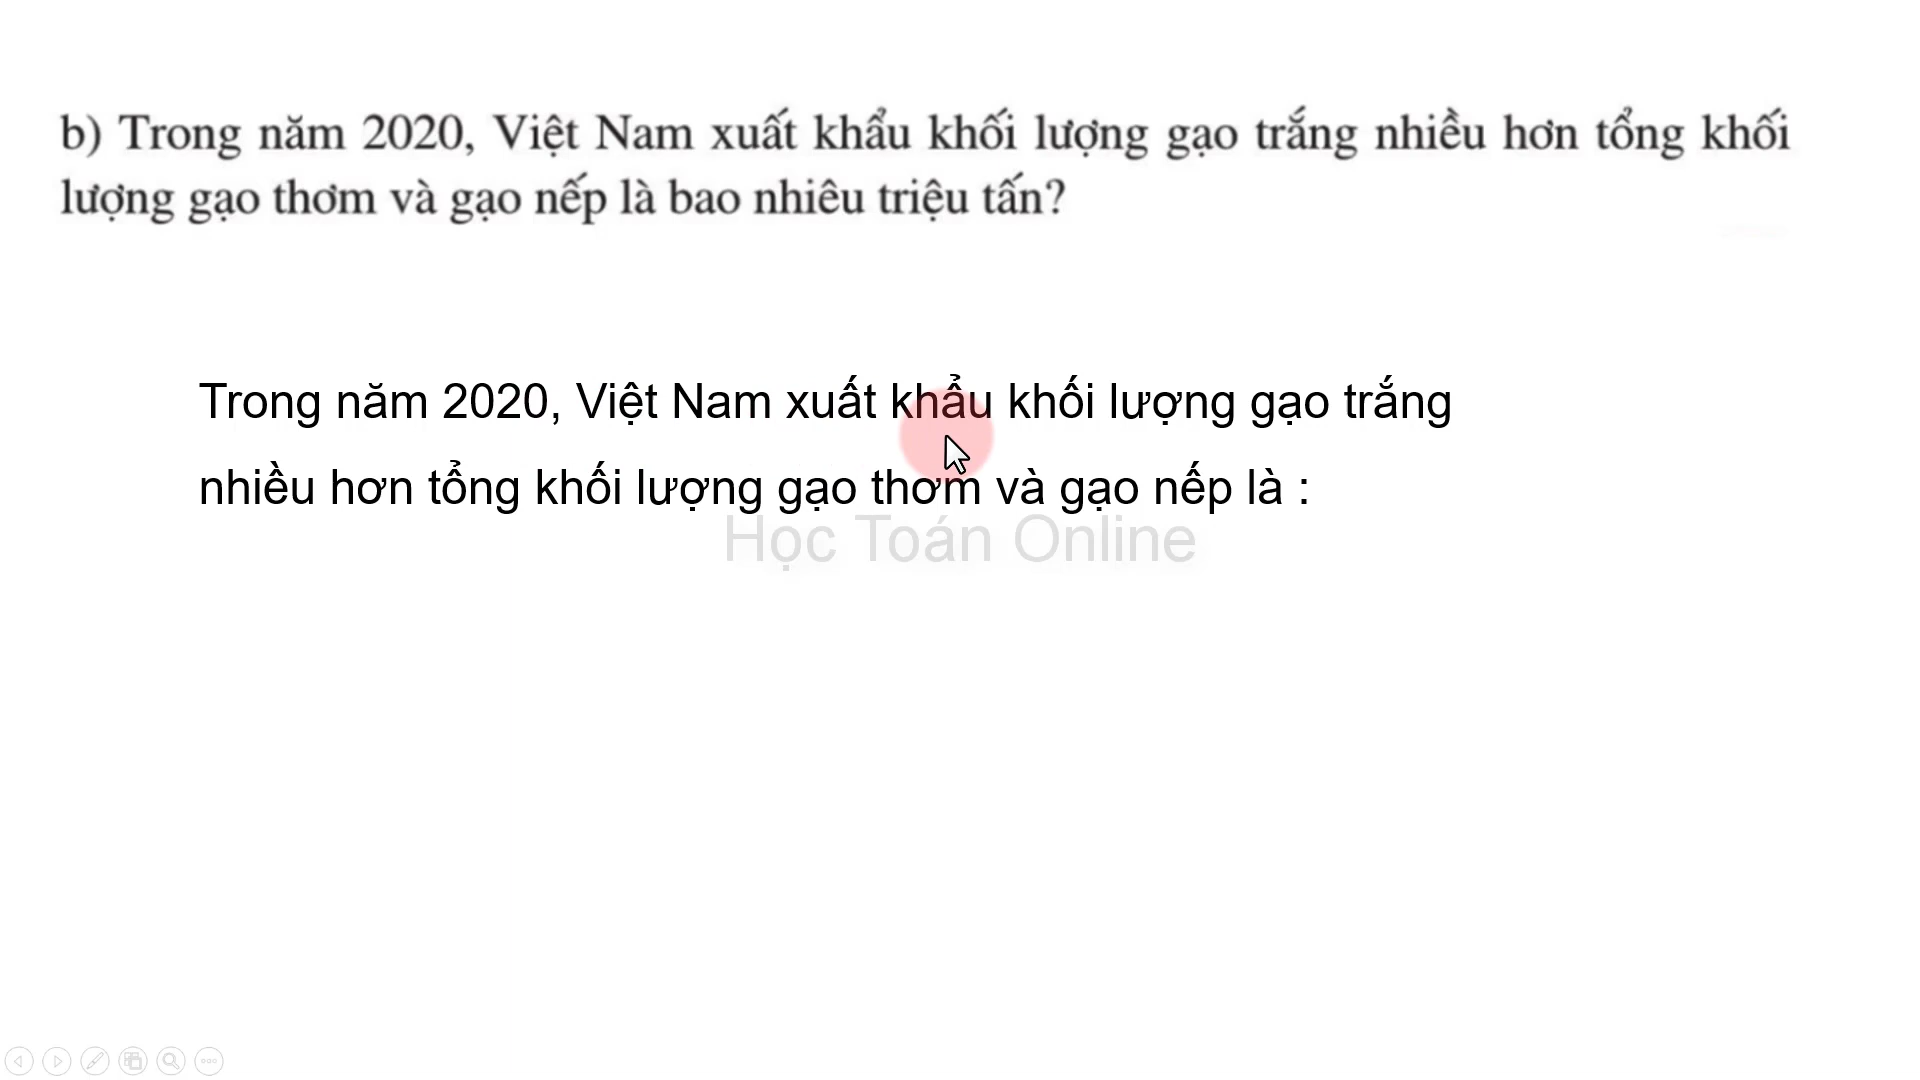 b) Trong năm 2020, Việt Nam xuất khẩu khối lượng gạo trắng nhiều hơn tổng khối
lượng gạo thơm và gạo nếp là bao nhiêu triệu tấn?
Trong năm 2020, Việt Nam xuất khẩu khối lượng gạo trắng
nhiều hơn tổng khối lượng gạo thơm và gạo nếp là :
Học Toán Online